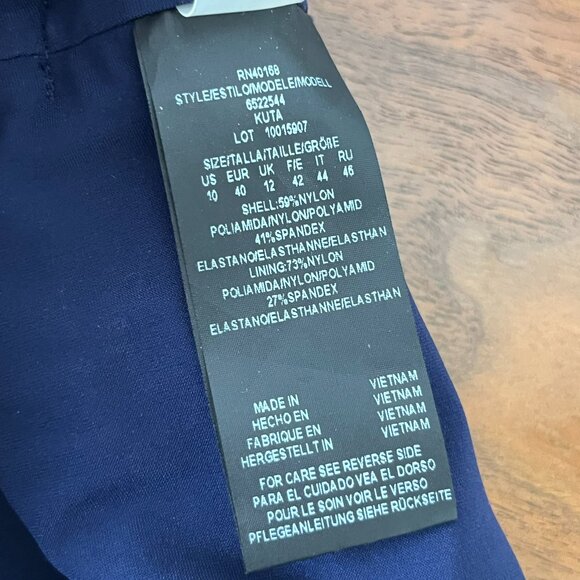 RN40169
STYLE/ESTILO/MODELE/MODELL
6522544
KUTA
LOT 10015907
SIZE/TALLA/TAILLE/GRÖẞE
US EUR UK F/E IT RU
10 40 12 42 44 46
SHELL:59%NYLON
POLIAMIDA/NYLON/POLYAMID
41%SPANDEX
ELASTANO/ELASTHANNE/ELASTHAN
LINING:73%NYLON
POLIAMIDA/NYLON/POLYAMID
27%SPANDEX
ELASTANO/ELASTHANNE/ELASTHAN
MADE IN VIETNAM
HECHO EN VIETNAM
FABRIQUE EN VIETNAM
HERGESTELLT IN VIETNAM
FOR CARE SEE REVERSE SIDE
PARA EL CUIDADO VEA EL DORSO
POUR LE SOIN VOIR LE VERSO
PFLEGEANLEITUNG SIEHE RÜCKSEITE